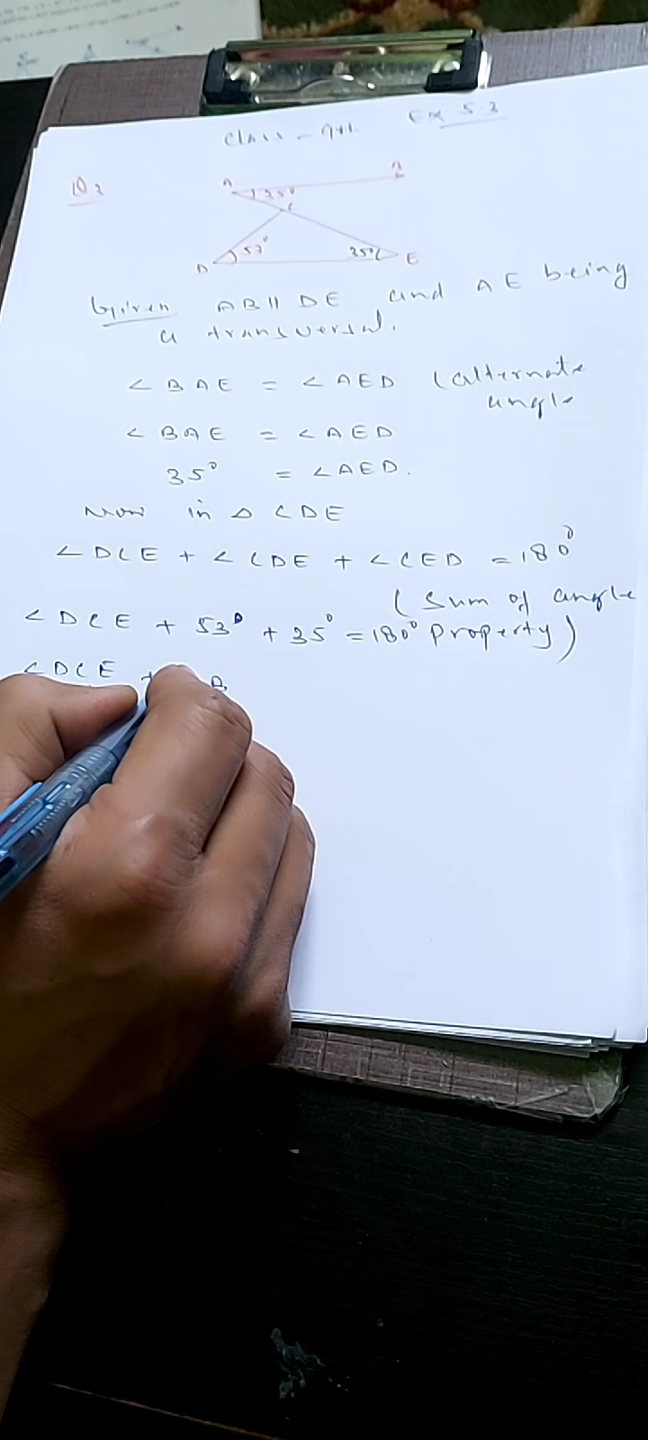 Class - 9th Ex 5.3
Q3
A 35° B
C
D 53° 35° E
Given AB || DE and AE being
a transversal.
∠BAE = ∠AED (alternate
angle
∠BAE = ∠AED
35° = ∠AED.
Now in △ CDE
∠DCE + ∠CDE + ∠CED = 180°
(Sum of angle
∠DCE + 53° + 35° = 180° Property)
∠DCE +